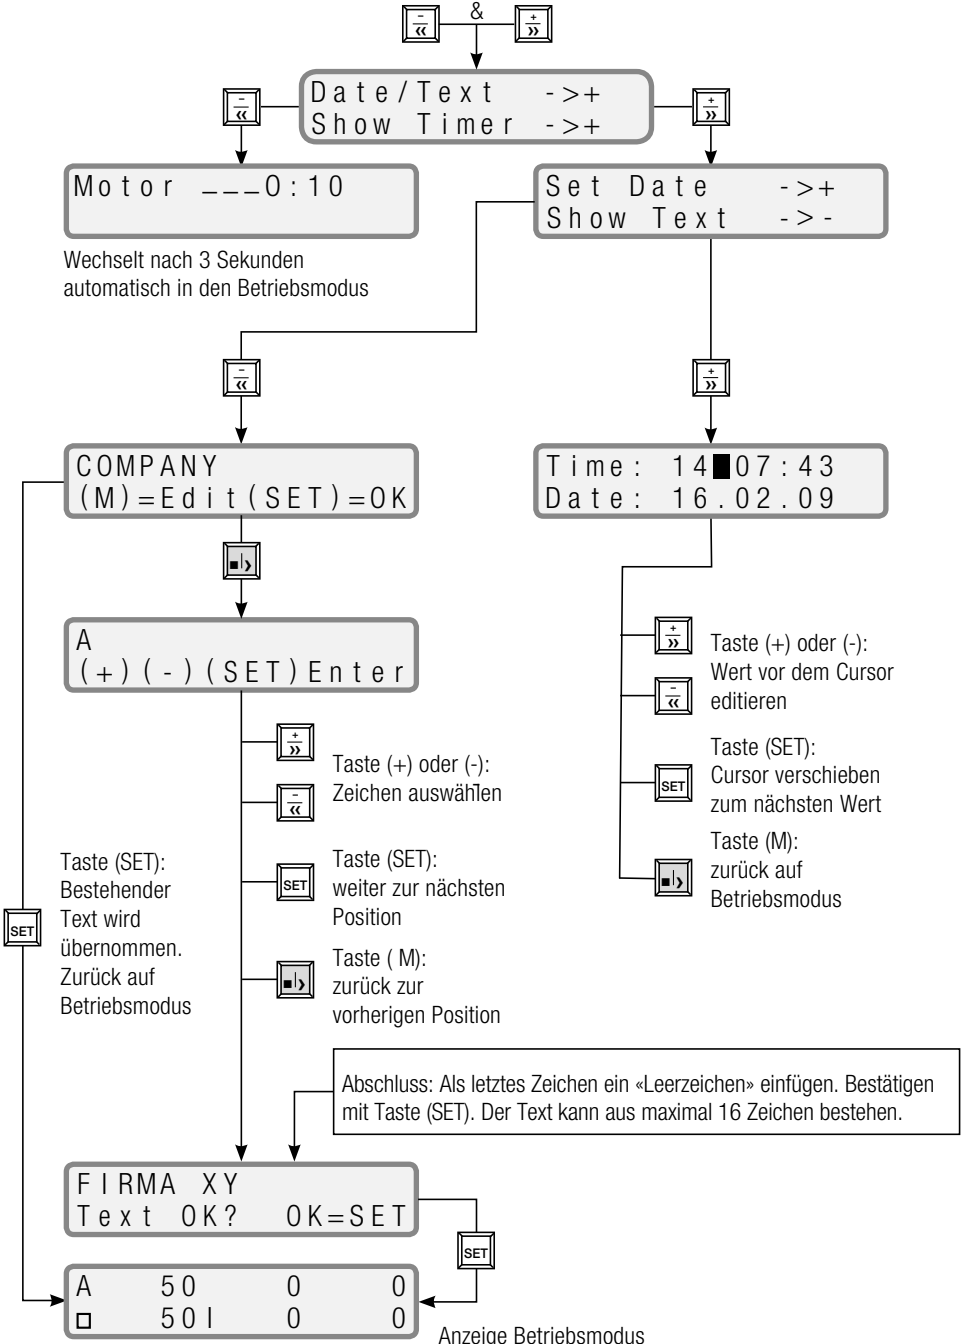 &
Date/Text ->+
Show Timer ->+
Motor ___0:10
Set Date ->+
Show Text ->-
Wechselt nach 3 Sekunden
automatisch in den Betriebsmodus
COMPANY
(M)=Edit(SET)=OK
Time: 14█07:43
Date: 16.02.09
A
(+)(-)(SET)Enter
Taste (+) oder (-):
Wert vor dem Cursor
editieren
Taste (SET):
Cursor verschieben
zum nächsten Wert
SET
Taste (M):
zurück auf
Betriebsmodus
Taste (+) oder (-):
Zeichen auswählen
Taste (SET):
weiter zur nächsten
Position
SET
Taste ( M):
zurück zur
vorherigen Position
Taste (SET):
Bestehender
Text wird
übernommen.
Zurück auf
Betriebsmodus
SET
Abschluss: Als letztes Zeichen ein «Leerzeichen» einfügen. Bestätigen
mit Taste (SET). Der Text kann aus maximal 16 Zeichen bestehen.
FIRMA XY
Text OK? OK=SET
SET
A 50 0 0
□ 50l 0 0
Anzeige Betriebsmodus